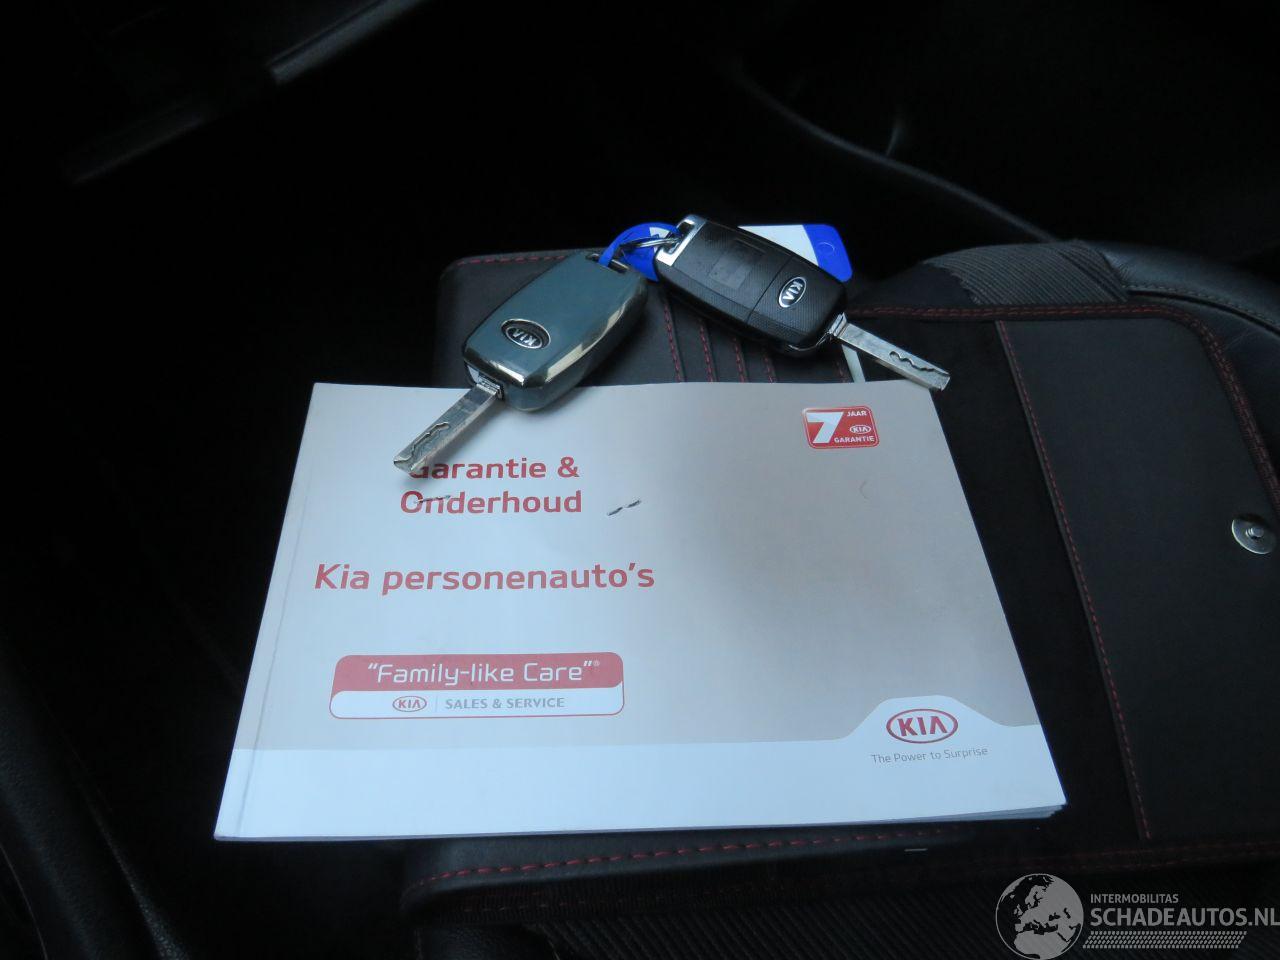 KIA
KIA
7 JAAR
KIA
GARANTIE
Garantie &
Onderhoud
Kia personenauto's
"Family-like Care"®
KIA | SALES & SERVICE
KIA
The Power to Surprise
INTERMOBILITAS
SCHADEAUTOS.NL